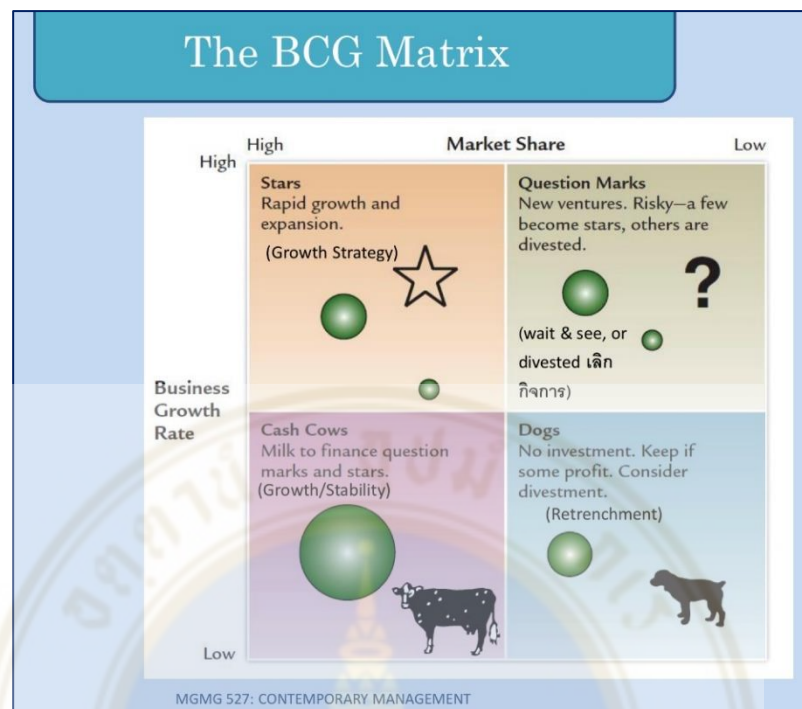 The BCG Matrix
High Market Share Low
High
Stars
Rapid growth and
expansion.
(Growth Strategy)
Question Marks
New ventures. Risky—a few
become stars, others are
divested.
?
(wait & see, or
divested เลิก
กิจการ)
Business
Growth
Rate
Cash Cows
Milk to finance question
marks and stars.
(Growth/Stability)
Dogs
No investment. Keep if
some profit. Consider
divestment.
(Retrenchment)
Low
MGMG 527: CONTEMPORARY MANAGEMENT